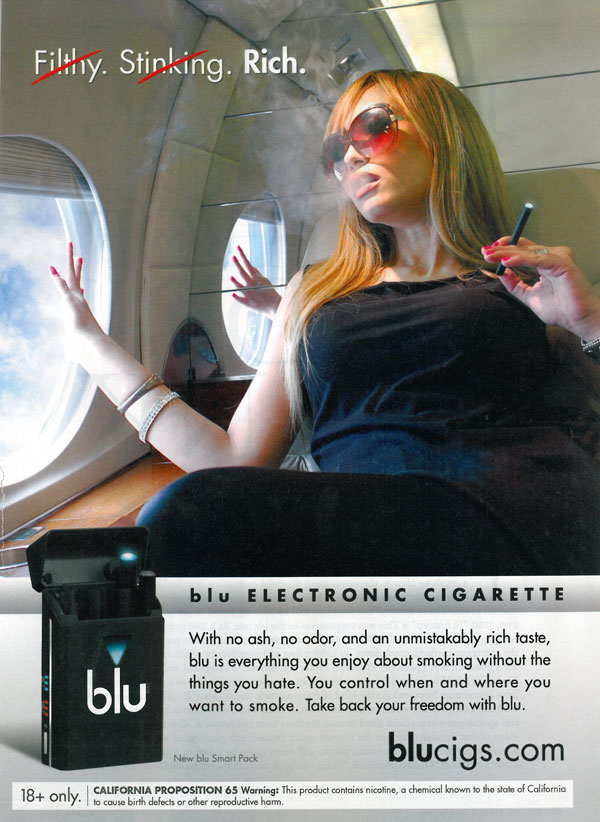 Filthy. Stinking. Rich.
blu ELECTRONIC CIGARETTE
With no ash, no odor, and an unmistakably rich taste,
blu is everything you enjoy about smoking without the
things you hate. You control when and where you
want to smoke. Take back your freedom with blu.
blu
New blu Smart Pack
blucigs.com
18+ only.
CALIFORNIA PROPOSITION 65 Warning: This product contains nicotine, a chemical known to the state of California
to cause birth defects or other reproductive harm.